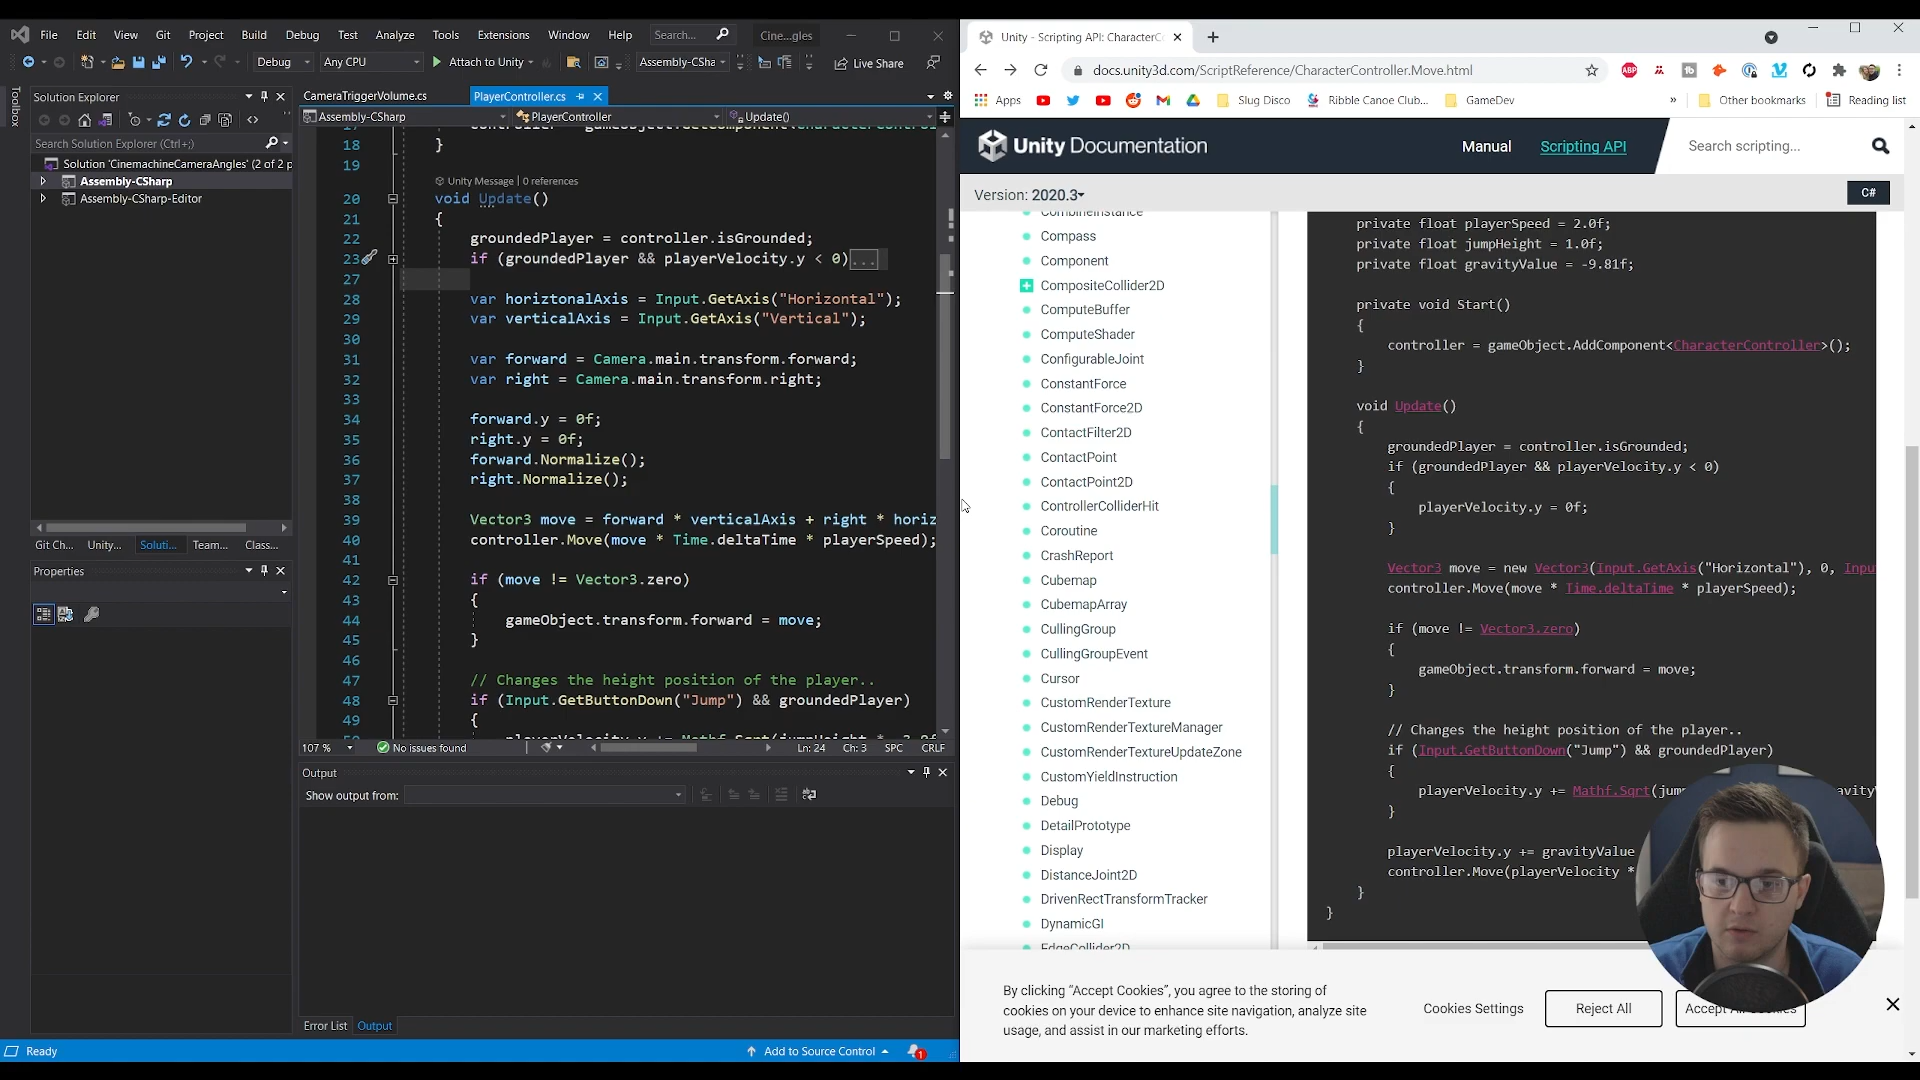 File Edit View Git Project Build Debug Test Analyze Tools Extensions Window Help Search... Cine...gles
Debug Any CPU Attach to Unity Assembly-CSha Live Share
Toolbox
Solution Explorer
Search Solution Explorer (Ctrl+;)
Solution 'CinemachineCameraAngles' (2 of 2 p
Assembly-CSharp
Assembly-CSharp-Editor
Git Ch... Unity... Soluti... Team... Class...
Properties
CameraTriggerVolume.cs PlayerController.cs
Assembly-CSharp PlayerController Update()
18 }
19
Unity Message | 0 references
20 void Update()
21 {
22 groundedPlayer = controller.isGrounded;
23 if (groundedPlayer && playerVelocity.y < 0)...
27
28 var horiztonalAxis = Input.GetAxis("Horizontal");
29 var verticalAxis = Input.GetAxis("Vertical");
30
31 var forward = Camera.main.transform.forward;
32 var right = Camera.main.transform.right;
33
34 forward.y = 0f;
35 right.y = 0f;
36 forward.Normalize();
37 right.Normalize();
38
39 Vector3 move = forward * verticalAxis + right * horiz
40 controller.Move(move * Time.deltaTime * playerSpeed);
41
42 if (move != Vector3.zero)
43 {
44 gameObject.transform.forward = move;
45 }
46
47 // Changes the height position of the player..
48 if (Input.GetButtonDown("Jump") && groundedPlayer)
49 {
107 % No issues found Ln: 24 Ch: 3 SPC CRLF
Output
Show output from:
Error List Output
Ready Add to Source Control 1
Unity - Scripting API: CharacterC
docs.unity3d.com/ScriptReference/CharacterController.Move.html ABP
Apps Slug Disco Ribble Canoe Club... GameDev » Other bookmarks Reading list
Unity Documentation Manual Scripting API Search scripting...
Version: 2020.3 C#
CombineInstance
Compass
Component
CompositeCollider2D
ComputeBuffer
ComputeShader
ConfigurableJoint
ConstantForce
ConstantForce2D
ContactFilter2D
ContactPoint
ContactPoint2D
ControllerColliderHit
Coroutine
CrashReport
Cubemap
CubemapArray
CullingGroup
CullingGroupEvent
Cursor
CustomRenderTexture
CustomRenderTextureManager
CustomRenderTextureUpdateZone
CustomYieldInstruction
Debug
DetailPrototype
Display
DistanceJoint2D
DrivenRectTransformTracker
DynamicGI
EdgeCollider2D
private float playerSpeed = 2.0f;
private float jumpHeight = 1.0f;
private float gravityValue = -9.81f;
private void Start()
{
controller = gameObject.AddComponent<CharacterController>();
}
void Update()
{
groundedPlayer = controller.isGrounded;
if (groundedPlayer && playerVelocity.y < 0)
{
playerVelocity.y = 0f;
}
Vector3 move = new Vector3(Input.GetAxis("Horizontal"), 0, Inpu
controller.Move(move * Time.deltaTime * playerSpeed);
if (move != Vector3.zero)
{
gameObject.transform.forward = move;
}
// Changes the height position of the player..
if (Input.GetButtonDown("Jump") && groundedPlayer)
{
playerVelocity.y += Mathf.Sqrt(jum
}
playerVelocity.y += gravityValue
controller.Move(playerVelocity *
}
}
By clicking “Accept Cookies”, you agree to the storing of
cookies on your device to enhance site navigation, analyze site
usage, and assist in our marketing efforts.
Cookies Settings Reject All Accept All Cookies